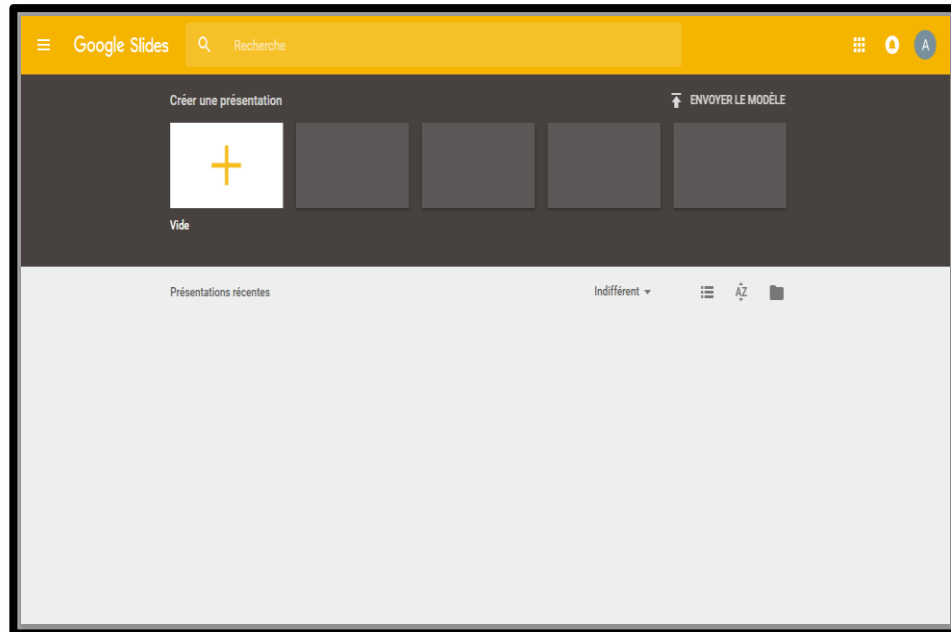 Google Slides Recherche A
Créer une présentation ENVOYER LE MODÈLE
Vide
Présentations récentes Indifférent AZ